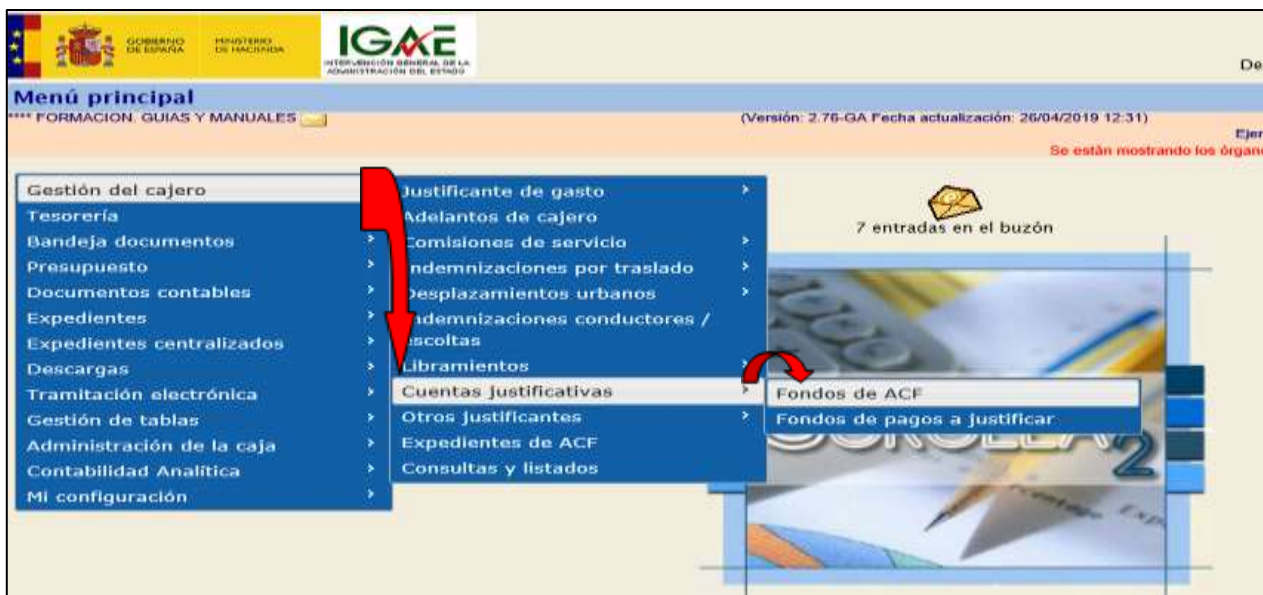 GOBIERNO
DE ESPAÑA
MINISTERIO
DE HACIENDA
IGAE
INTERVENCIÓN GENERAL DE LA
ADMINISTRACIÓN DEL ESTADO
De
Menú principal
**** FORMACION. GUIAS Y MANUALES
(Versión: 2.76-GA Fecha actualización: 26/04/2019 12:31)
Ejer
Se están mostrando los órgano
Gestión del cajero
Tesorería
Bandeja documentos
Presupuesto
Documentos contables
Expedientes
Expedientes centralizados
Descargas
Tramitación electrónica
Gestión de tablas
Administración de la caja
Contabilidad Analítica
Mi configuración
Justificante de gasto
Adelantos de cajero
Comisiones de servicio
Indemnizaciones por traslado
Desplazamientos urbanos
Indemnizaciones conductores /
escoltas
Libramientos
Cuentas justificativas
Otros justificantes
Expedientes de ACF
Consultas y listados
Fondos de ACF
Fondos de pagos a justificar
7 entradas en el buzón
SOROLLA
2